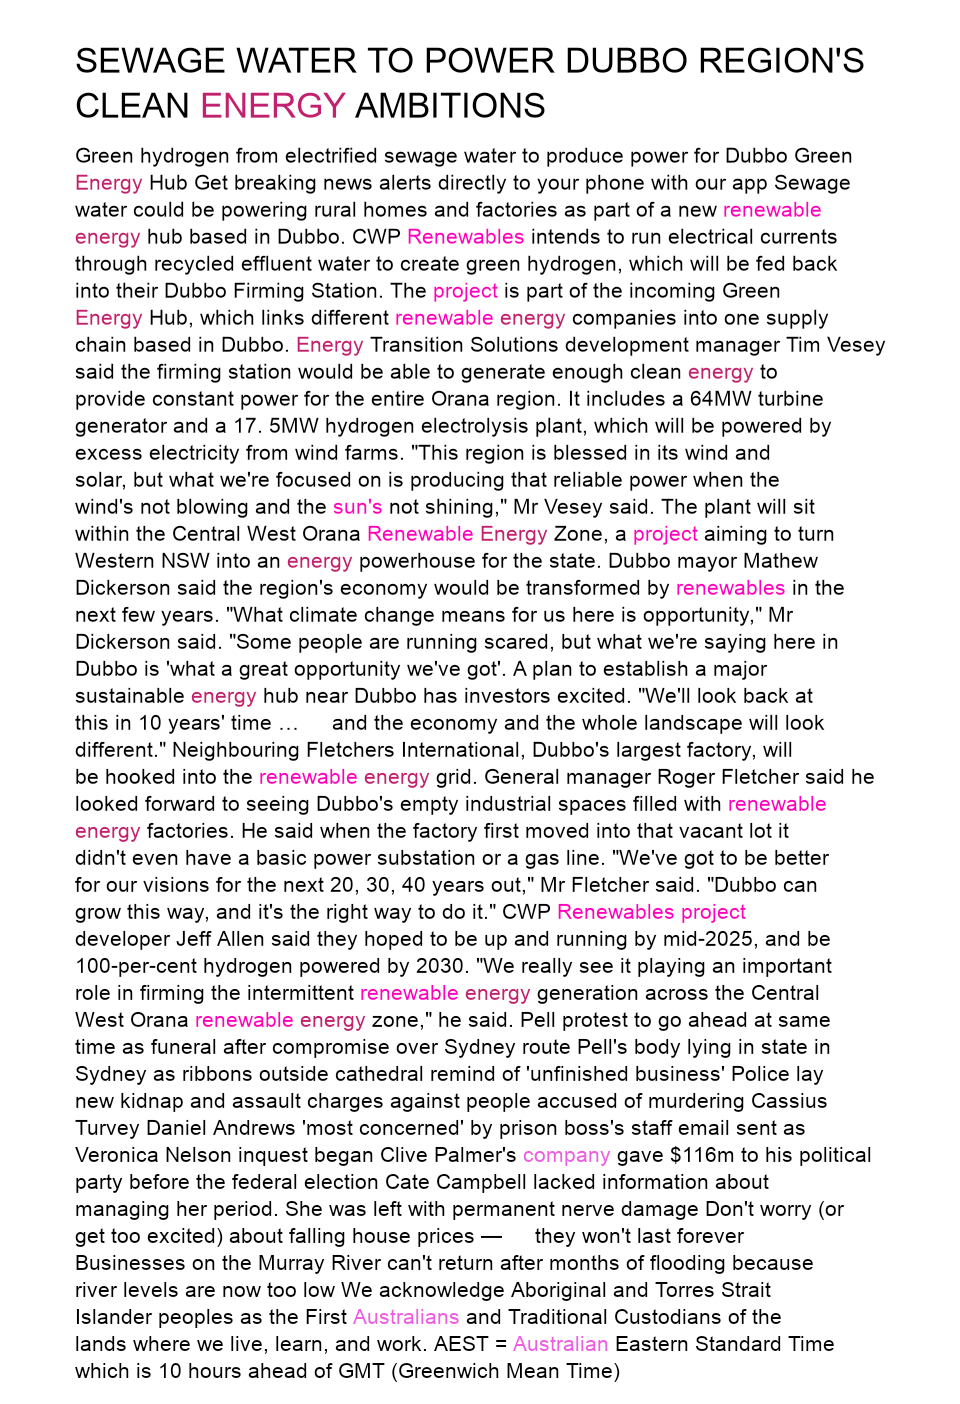 SEWAGE WATER TO POWER DUBBO REGION'S
CLEAN ENERGY AMBITIONS
Green hydrogen from electrified sewage water to produce power for Dubbo Green
Energy Hub Get breaking news alerts directly to your phone with our app Sewage
water could be powering rural homes and factories as part of a new renewable
energy hub based in Dubbo. CWP Renewables intends to run electrical currents
through recycled effluent water to create green hydrogen, which will be fed back
into their Dubbo Firming Station. The project is part of the incoming Green
Energy Hub, which links different renewable energy companies into one supply
chain based in Dubbo. Energy Transition Solutions development manager Tim Vesey
said the firming station would be able to generate enough clean energy to
provide constant power for the entire Orana region. It includes a 64MW turbine
generator and a 17. 5MW hydrogen electrolysis plant, which will be powered by
excess electricity from wind farms. "This region is blessed in its wind and
solar, but what we're focused on is producing that reliable power when the
wind's not blowing and the sun's not shining," Mr Vesey said. The plant will sit
within the Central West Orana Renewable Energy Zone, a project aiming to turn
Western NSW into an energy powerhouse for the state. Dubbo mayor Mathew
Dickerson said the region's economy would be transformed by renewables in the
next few years. "What climate change means for us here is opportunity," Mr
Dickerson said. "Some people are running scared, but what we're saying here in
Dubbo is 'what a great opportunity we've got'. A plan to establish a major
sustainable energy hub near Dubbo has investors excited. "We'll look back at
this in 10 years' time … and the economy and the whole landscape will look
different." Neighbouring Fletchers International, Dubbo's largest factory, will
be hooked into the renewable energy grid. General manager Roger Fletcher said he
looked forward to seeing Dubbo's empty industrial spaces filled with renewable
energy factories. He said when the factory first moved into that vacant lot it
didn't even have a basic power substation or a gas line. "We've got to be better
for our visions for the next 20, 30, 40 years out," Mr Fletcher said. "Dubbo can
grow this way, and it's the right way to do it." CWP Renewables project
developer Jeff Allen said they hoped to be up and running by mid-2025, and be
100-per-cent hydrogen powered by 2030. "We really see it playing an important
role in firming the intermittent renewable energy generation across the Central
West Orana renewable energy zone," he said. Pell protest to go ahead at same
time as funeral after compromise over Sydney route Pell's body lying in state in
Sydney as ribbons outside cathedral remind of 'unfinished business' Police lay
new kidnap and assault charges against people accused of murdering Cassius
Turvey Daniel Andrews 'most concerned' by prison boss's staff email sent as
Veronica Nelson inquest began Clive Palmer's company gave $116m to his political
party before the federal election Cate Campbell lacked information about
managing her period. She was left with permanent nerve damage Don't worry (or
get too excited) about falling house prices — they won't last forever
Businesses on the Murray River can't return after months of flooding because
river levels are now too low We acknowledge Aboriginal and Torres Strait
Islander peoples as the First Australians and Traditional Custodians of the
lands where we live, learn, and work. AEST = Australian Eastern Standard Time
which is 10 hours ahead of GMT (Greenwich Mean Time)